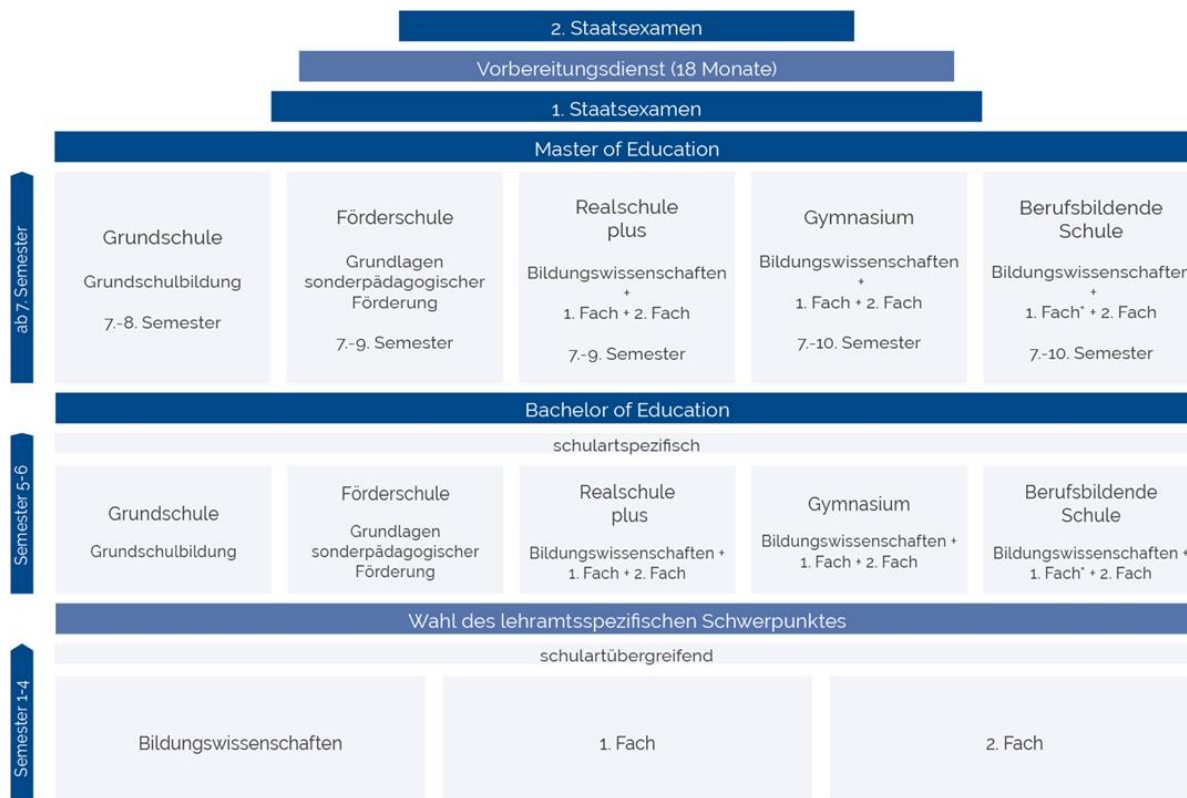 2. Staatsexamen
Vorbereitungsdienst (18 Monate)
1. Staatsexamen
Master of Education
ab 7. Semester
Grundschule
Grundschulbildung
7.-8. Semester
Förderschule
Grundlagen
sonderpädagogischer
Förderung
7.-9. Semester
Realschule
plus
Bildungswissenschaften
+
1. Fach + 2. Fach
7.-9. Semester
Gymnasium
Bildungswissenschaften
+
1. Fach + 2. Fach
7.-10. Semester
Berufsbildende
Schule
Bildungswissenschaften
+
1. Fach* + 2. Fach
7.-10. Semester
Bachelor of Education
schulartspezifisch
Semester 5-6
Grundschule
Grundschulbildung
Förderschule
Grundlagen
sonderpädagogischer
Förderung
Realschule
plus
Bildungswissenschaften +
1. Fach + 2. Fach
Gymnasium
Bildungswissenschaften +
1. Fach + 2. Fach
Berufsbildende
Schule
Bildungswissenschaften +
1. Fach* + 2. Fach
Wahl des lehramtsspezifischen Schwerpunktes
schulartübergreifend
Semester 1-4
Bildungswissenschaften
1. Fach
2. Fach